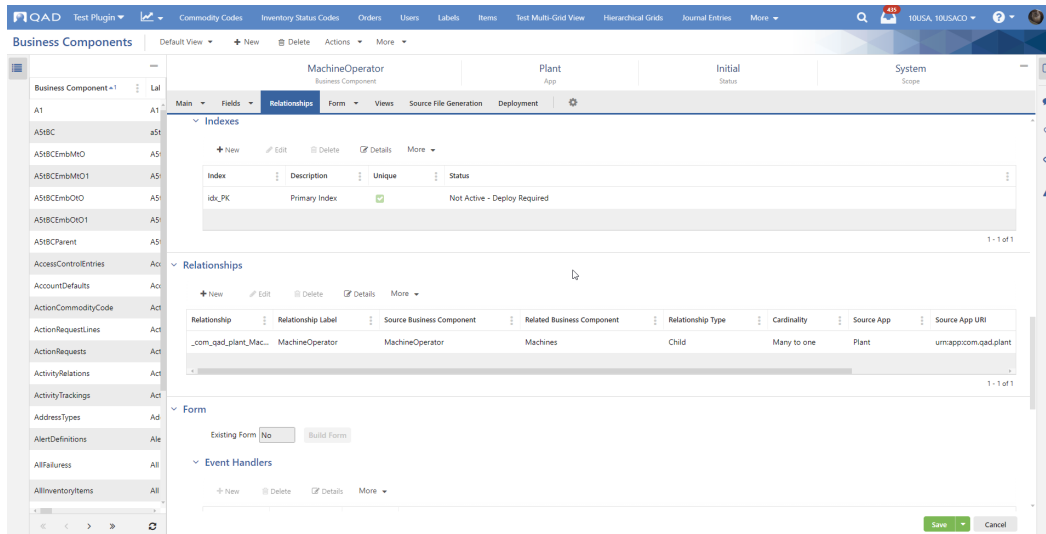 QAD Test Plugin Commodity Codes Inventory Status Codes Orders Users Labels Items Test Multi-Grid View Hierarchical Grids Journal Entries More 435 10USA, 10USACO
Business Components Default View New Delete Actions More
MachineOperator Plant Initial System
Business Component App Status Scope
Business Component 1 Lal
Main Fields Relationships Form Views Source File Generation Deployment
A1 A1
A5tBC a5t
A5tBCEmbMtO A5
A5tBCEmbMtO1 A5
A5tBCEmbOtO A5
A5tBCEmbOtO1 A5
A5tBCParent A5
AccessControlEntries Acc
AccountDefaults Acc
ActionCommodityCode Act
ActionRequestLines Act
ActionRequests Act
ActivityRelations Act
ActivityTrackings Act
AddressTypes Ad
AlertDefinitions Ale
AllFailuress All
AllInventoryItems All
Indexes
New Edit Delete Details More
Index Description Unique Status
idx_PK Primary Index Not Active - Deploy Required
1 - 1 of 1
Relationships
New Edit Delete Details More
Relationship Relationship Label Source Business Component Related Business Component Relationship Type Cardinality Source App Source App URI
_com_qad_plant_Mac... MachineOperator MachineOperator Machines Child Many to one Plant urn:app:com.qad.plant
1 - 1 of 1
Form
Existing Form No Build Form
Event Handlers
New Delete Details More
Save Cancel